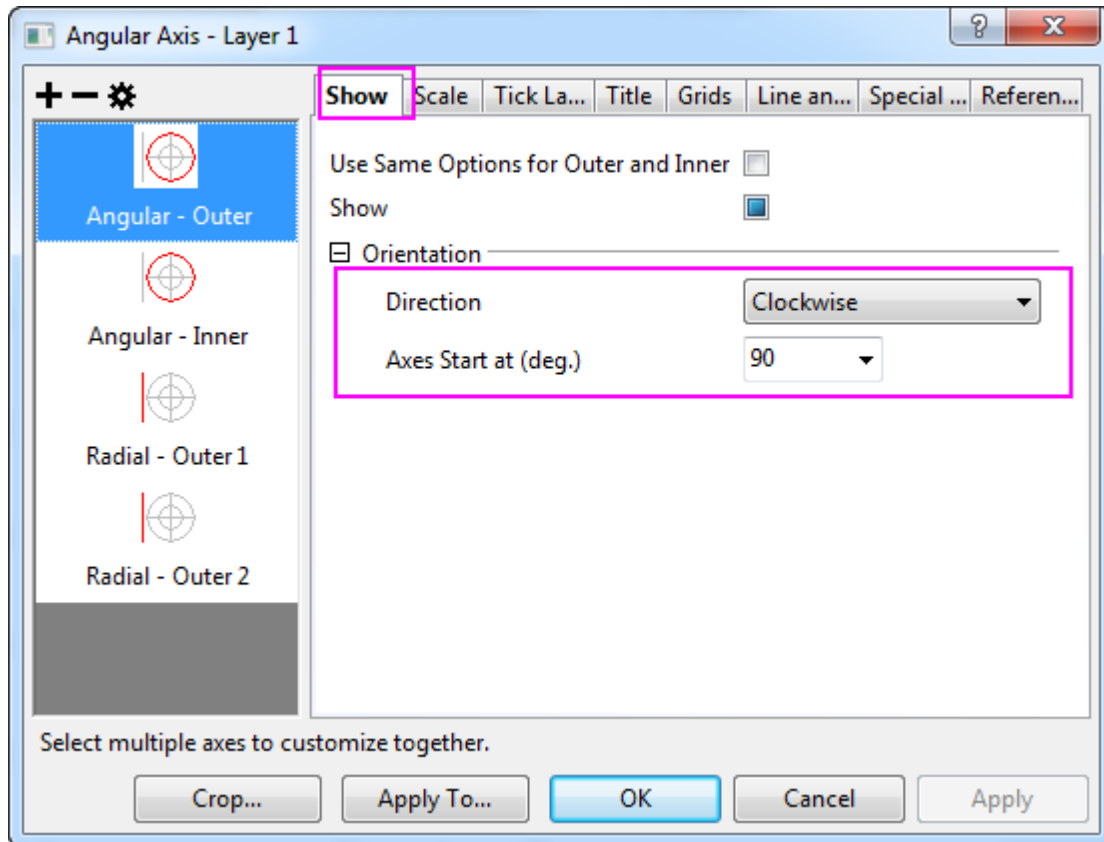 Angular Axis - Layer 1
Show Scale Tick La... Title Grids Line an... Special ... Referen...
Angular - Outer
Angular - Inner
Radial - Outer 1
Radial - Outer 2
Use Same Options for Outer and Inner
Show
Orientation
Direction Clockwise
Axes Start at (deg.) 90
Select multiple axes to customize together.
Crop... Apply To... OK Cancel Apply